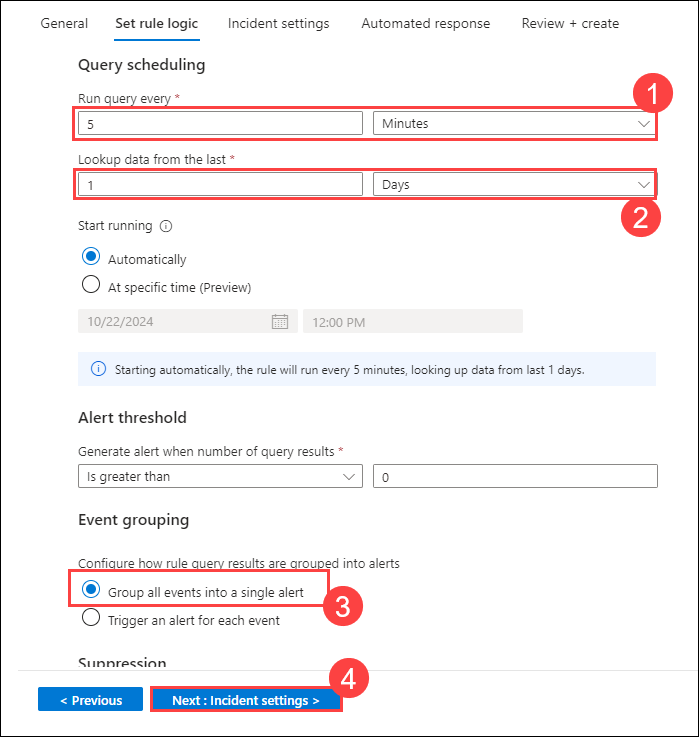 General Set rule logic Incident settings Automated response Review + create
Query scheduling
Run query every *
1
5 Minutes
Lookup data from the last *
1 Days
2
Start running
Automatically
At specific time (Preview)
10/22/2024 12:00 PM
Starting automatically, the rule will run every 5 minutes, looking up data from last 1 days.
Alert threshold
Generate alert when number of query results *
Is greater than 0
Event grouping
Configure how rule query results are grouped into alerts
Group all events into a single alert
3
Trigger an alert for each event
Suppression
4
< Previous Next : Incident settings >